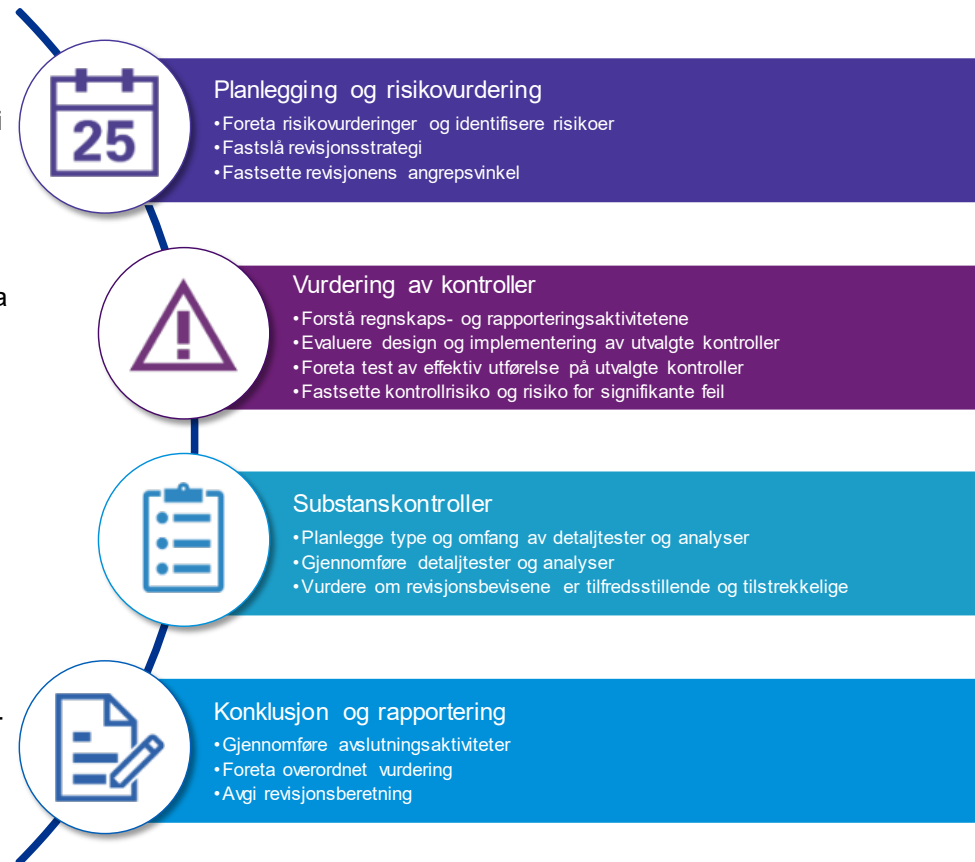 i
25
Planlegging og risikovurdering
•Foreta risikovurderinger og identifisere risikoer
•Fastslå revisjonsstrategi
•Fastsette revisjonens angrepsvinkel
a
Vurdering av kontroller
•Forstå regnskaps- og rapporteringsaktivitetene
•Evaluere design og implementering av utvalgte kontroller
•Foreta test av effektiv utførelse på utvalgte kontroller
•Fastsette kontrollrisiko og risiko for signifikante feil
Substanskontroller
•Planlegge type og omfang av detaljtester og analyser
•Gjennomføre detaljtester og analyser
•Vurdere om revisjonsbevisene er tilfredsstillende og tilstrekkelige
Konklusjon og rapportering
•Gjennomføre avslutningsaktiviteter
•Foreta overordnet vurdering
•Avgi revisjonsberetning